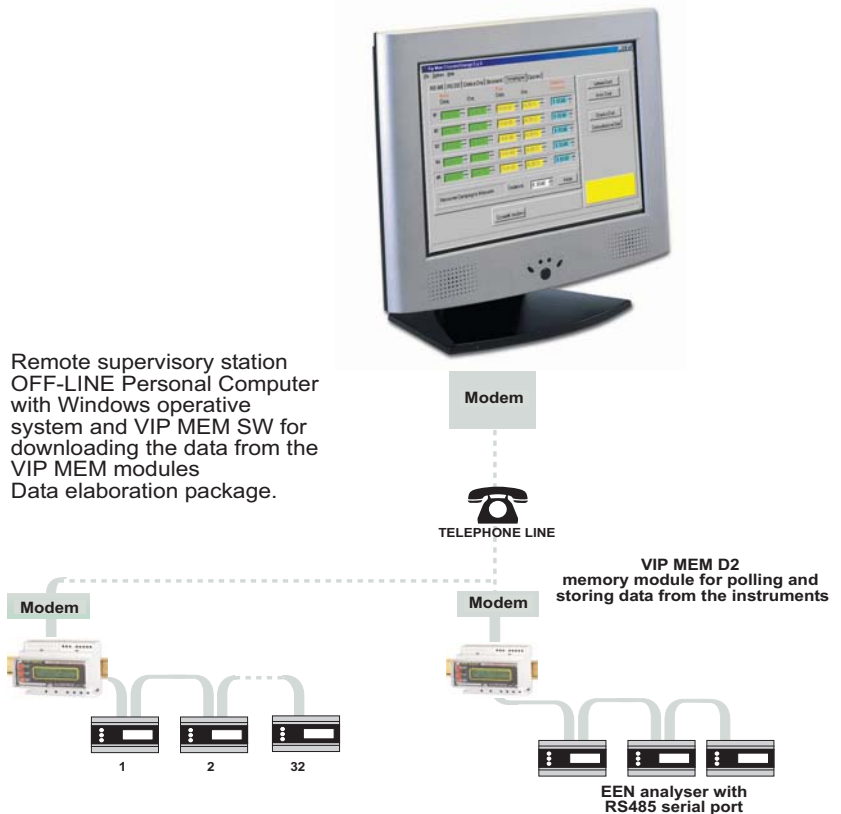 Remote supervisory station
OFF-LINE Personal Computer
with Windows operative
system and VIP MEM SW for
downloading the data from the
VIP MEM modules
Data elaboration package.
Modem
TELEPHONE LINE
VIP MEM D2
memory module for polling and
storing data from the instruments
Modem
Modem
1 2 32
EEN analyser with
RS485 serial port